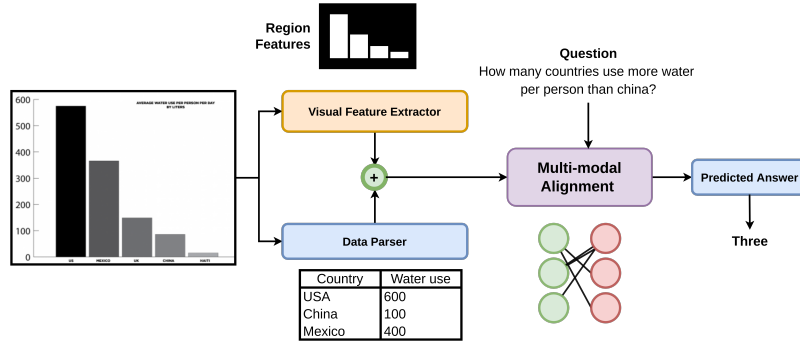 Region
Features
Question
How many countries use more water
per person than china?
AVERAGE WATER USE PER PERSON PER DAY
BY LITERS
600
500
400
300
200
100
0
US
MEXICO
UK
CHINA
HAITI
Visual Feature Extractor
+
Data Parser
Multi-modal
Alignment
Predicted Answer
Three
Country Water use
USA 600
China 100
Mexico 400